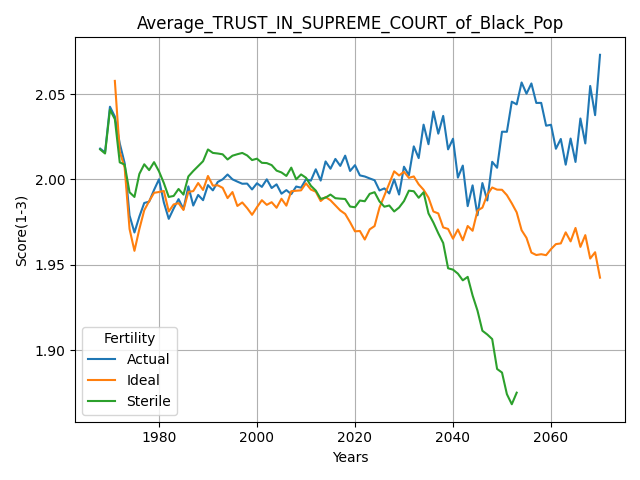 Average_TRUST_IN_SUPREME_COURT_of_Black_Pop
Score(1-3)
2.05
2.00
1.95
1.90
Fertility
Actual
Ideal
Sterile
1980
2000
2020
2040
2060
Years